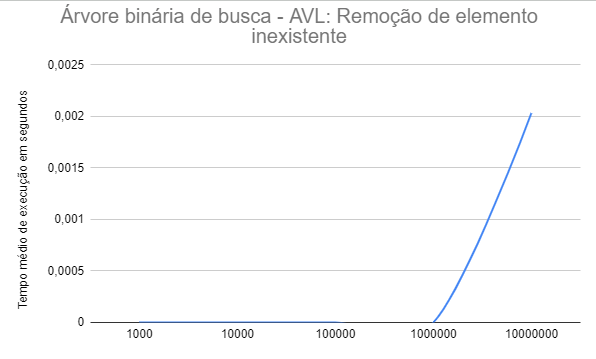 Árvore binária de busca - AVL: Remoção de elemento
inexistente
Tempo médio de execução em segundos
0,0025
0,002
0,0015
0,001
0,0005
0
1000 10000 100000 1000000 10000000